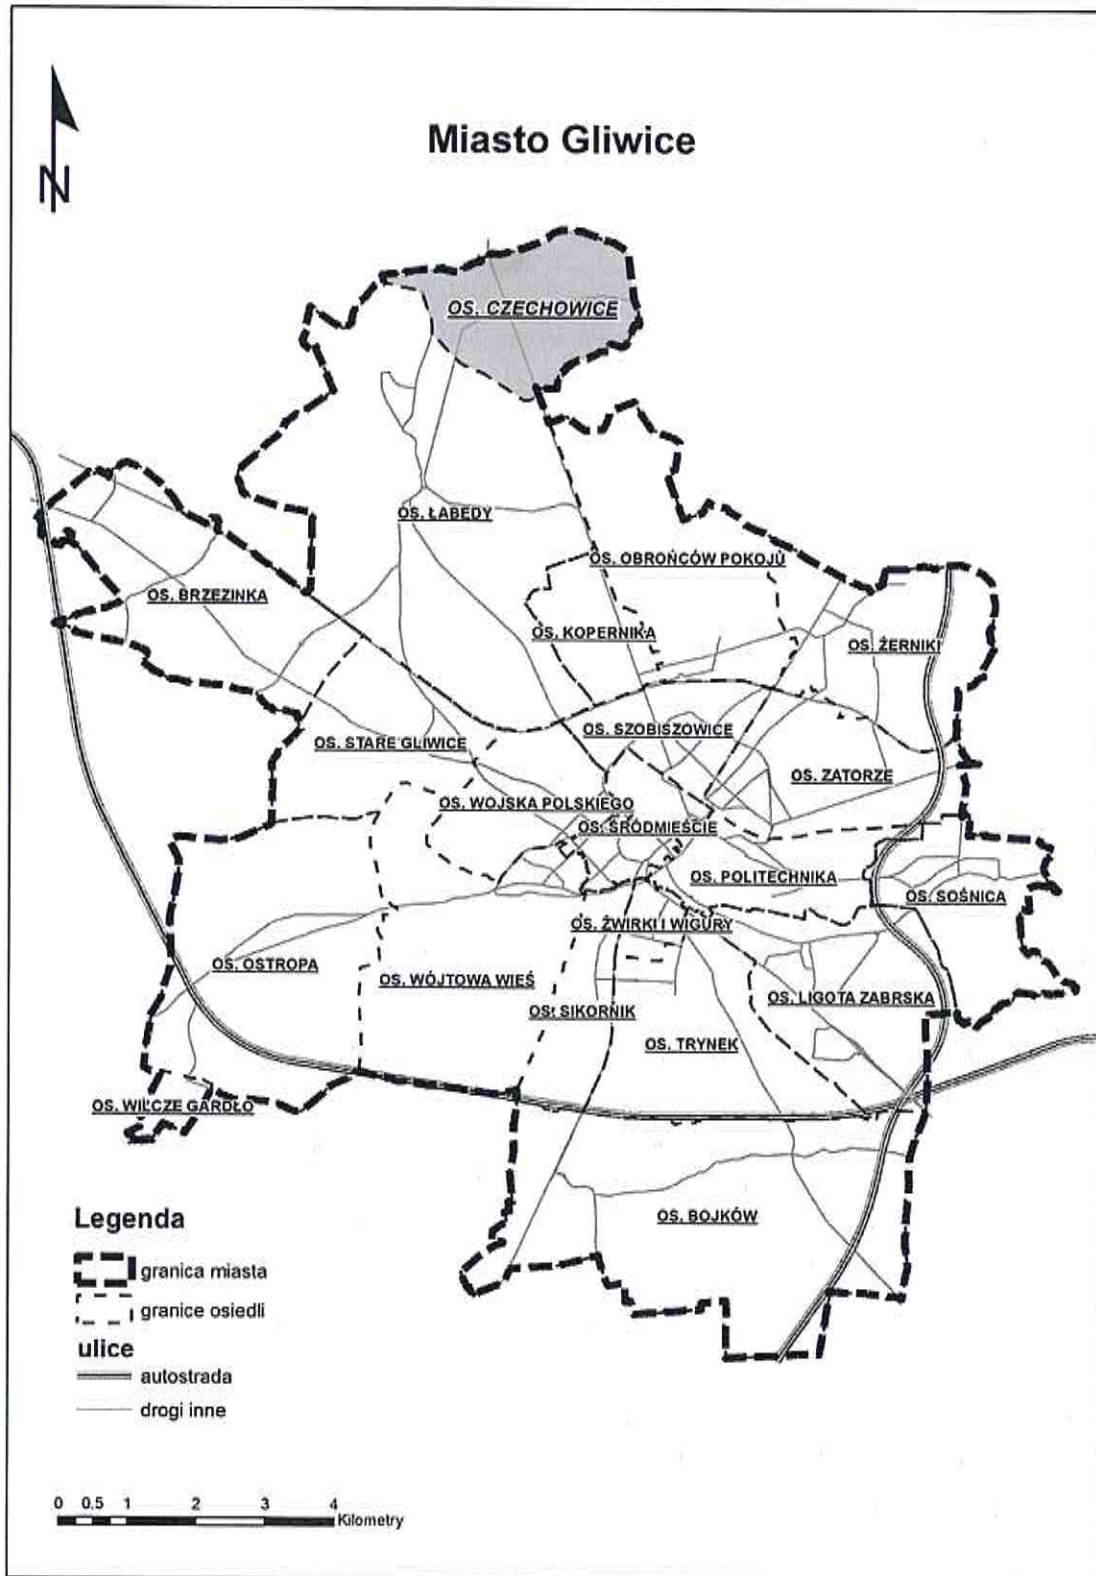 Miasto Gliwice
N
OS. CZECHOWICE
OS. ŁABĘDY
OS. OBROŃCÓW POKOJU
OS. BRZEZINKA
OS. KOPERNIKA
OS. ŻERNIKI
OS. SZOBISZOWICE
OS. STARE GLIWICE
OS. ZATORZE
OS. WOJSKA POLSKIEGO
OS. ŚRÓDMIEŚCIE
OS. POLITECHNIKA
OS. SOŚNICA
OS. ŻWIRKI I WIGURY
OS. OSTROPA
OS. WÓJTOWA WIEŚ
OS. LIGOTA ZABRSKA
OS. SIKORNIK
OS. TRYNEK
OS. WILCZE GARDŁO
OS. BOJKÓW
Legenda
granica miasta
granice osiedli
ulice
autostrada
drogi inne
0 0.5 1 2 3 4
Kilometry